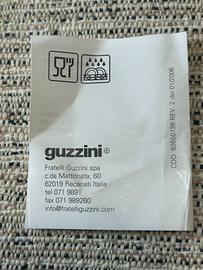 guzzini
Fratelli Guzzini spa
c.da Mattonata, 60
62019 Recanati Italia
tel 071 9891
fax 071 989260
info@fratelliguzzini.com
COD. 92650726 REV. 2 del 01/2006